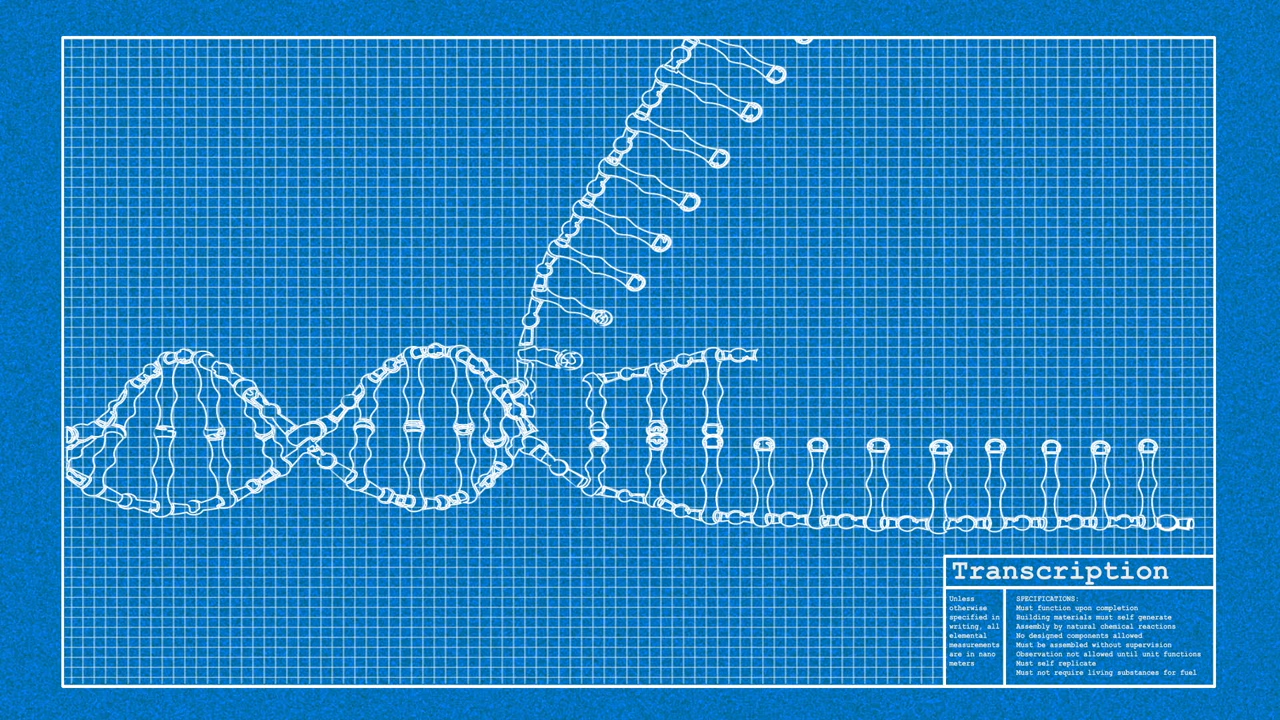 Transcription
Unless
otherwise
specified in
writing, all
elemental
measurements
are in nano
meters
SPECIFICATIONS:
Must function upon completion
Building materials must self generate
Assembly by natural chemical reactions
No designed components allowed
Must be assembled without supervision
Observation not allowed until unit functions
Must self replicate
Must not require living substances for fuel